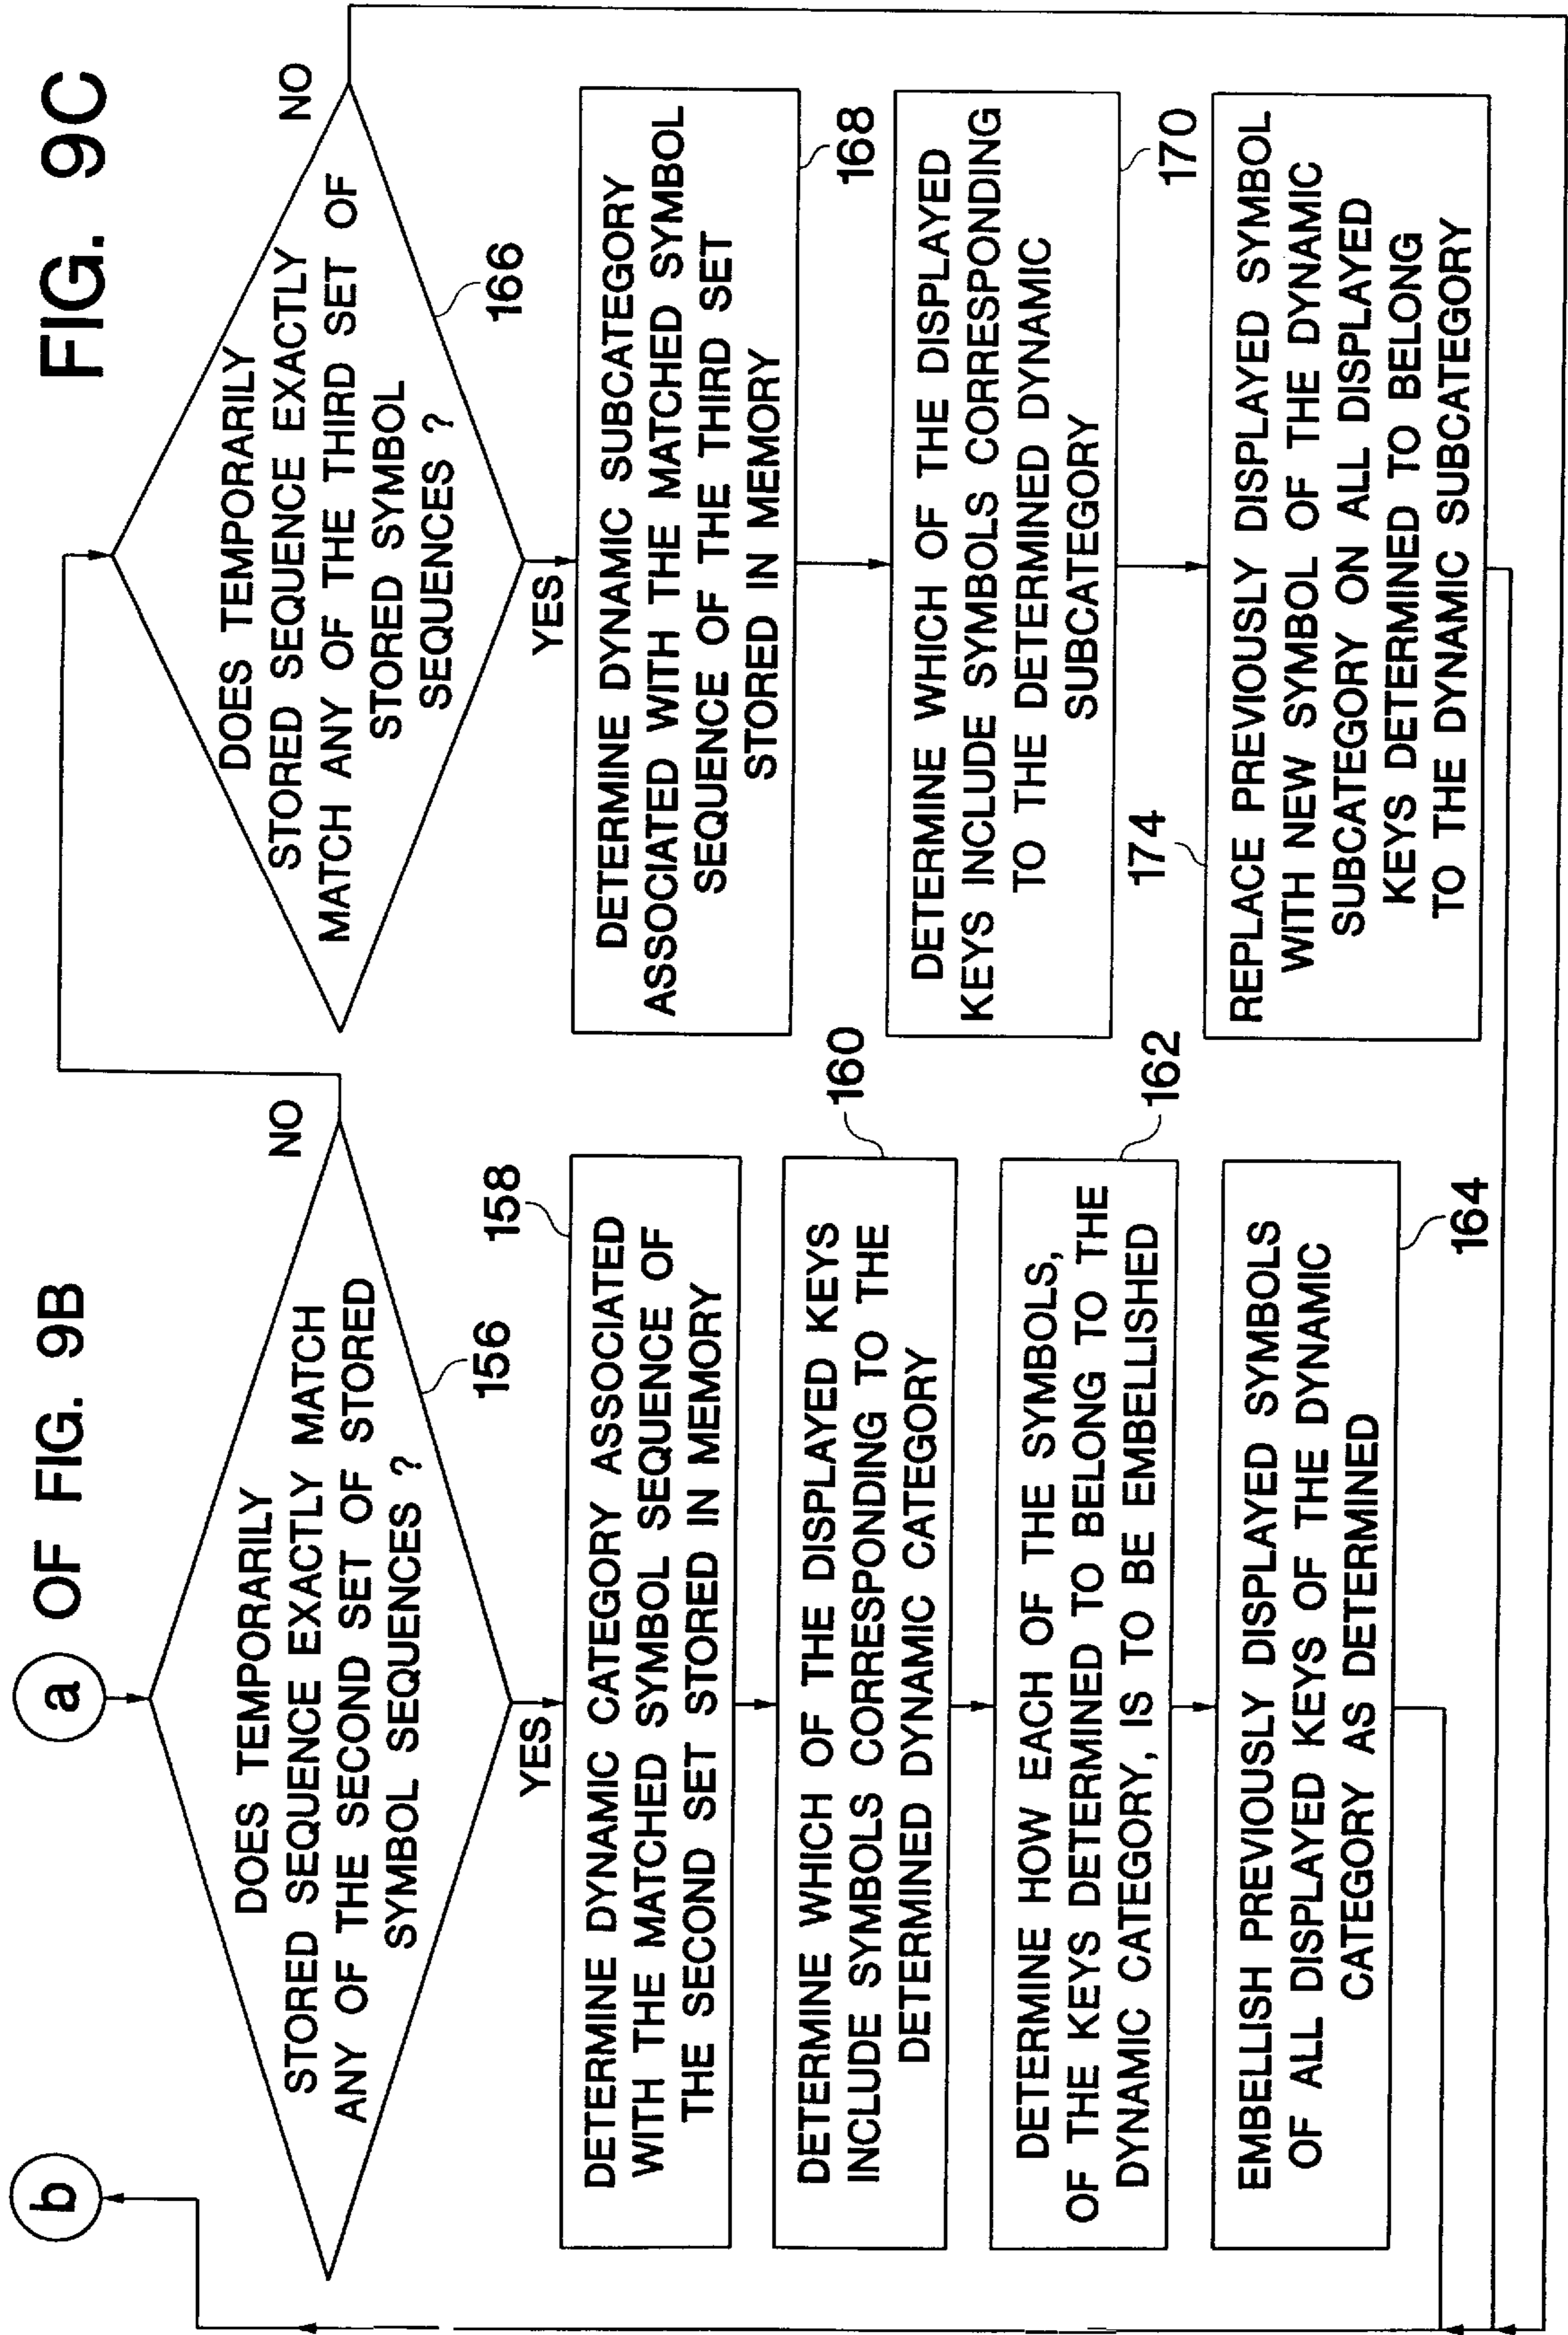 FIG. 9C
b
a OF FIG. 9B
DOES TEMPORARILY
STORED SEQUENCE EXACTLY MATCH
ANY OF THE SECOND SET OF STORED
SYMBOL SEQUENCES ?
156
NO
YES
158
DETERMINE DYNAMIC CATEGORY ASSOCIATED
WITH THE MATCHED SYMBOL SEQUENCE OF
THE SECOND SET STORED IN MEMORY
160
DETERMINE WHICH OF THE DISPLAYED KEYS
INCLUDE SYMBOLS CORRESPONDING TO THE
DETERMINED DYNAMIC CATEGORY
162
DETERMINE HOW EACH OF THE SYMBOLS,
OF THE KEYS DETERMINED TO BELONG TO THE
DYNAMIC CATEGORY, IS TO BE EMBELLISHED
EMBELLISH PREVIOUSLY DISPLAYED SYMBOLS
OF ALL DISPLAYED KEYS OF THE DYNAMIC
CATEGORY AS DETERMINED
164
DOES TEMPORARILY
STORED SEQUENCE EXACTLY
MATCH ANY OF THE THIRD SET OF
STORED SYMBOL
SEQUENCES ?
166
NO
YES
DETERMINE DYNAMIC SUBCATEGORY
ASSOCIATED WITH THE MATCHED SYMBOL
SEQUENCE OF THE THIRD SET
STORED IN MEMORY
168
DETERMINE WHICH OF THE DISPLAYED
KEYS INCLUDE SYMBOLS CORRESPONDING
TO THE DETERMINED DYNAMIC
SUBCATEGORY
170
174
REPLACE PREVIOUSLY DISPLAYED SYMBOL
WITH NEW SYMBOL OF THE DYNAMIC
SUBCATEGORY ON ALL DISPLAYED
KEYS DETERMINED TO BELONG
TO THE DYNAMIC SUBCATEGORY